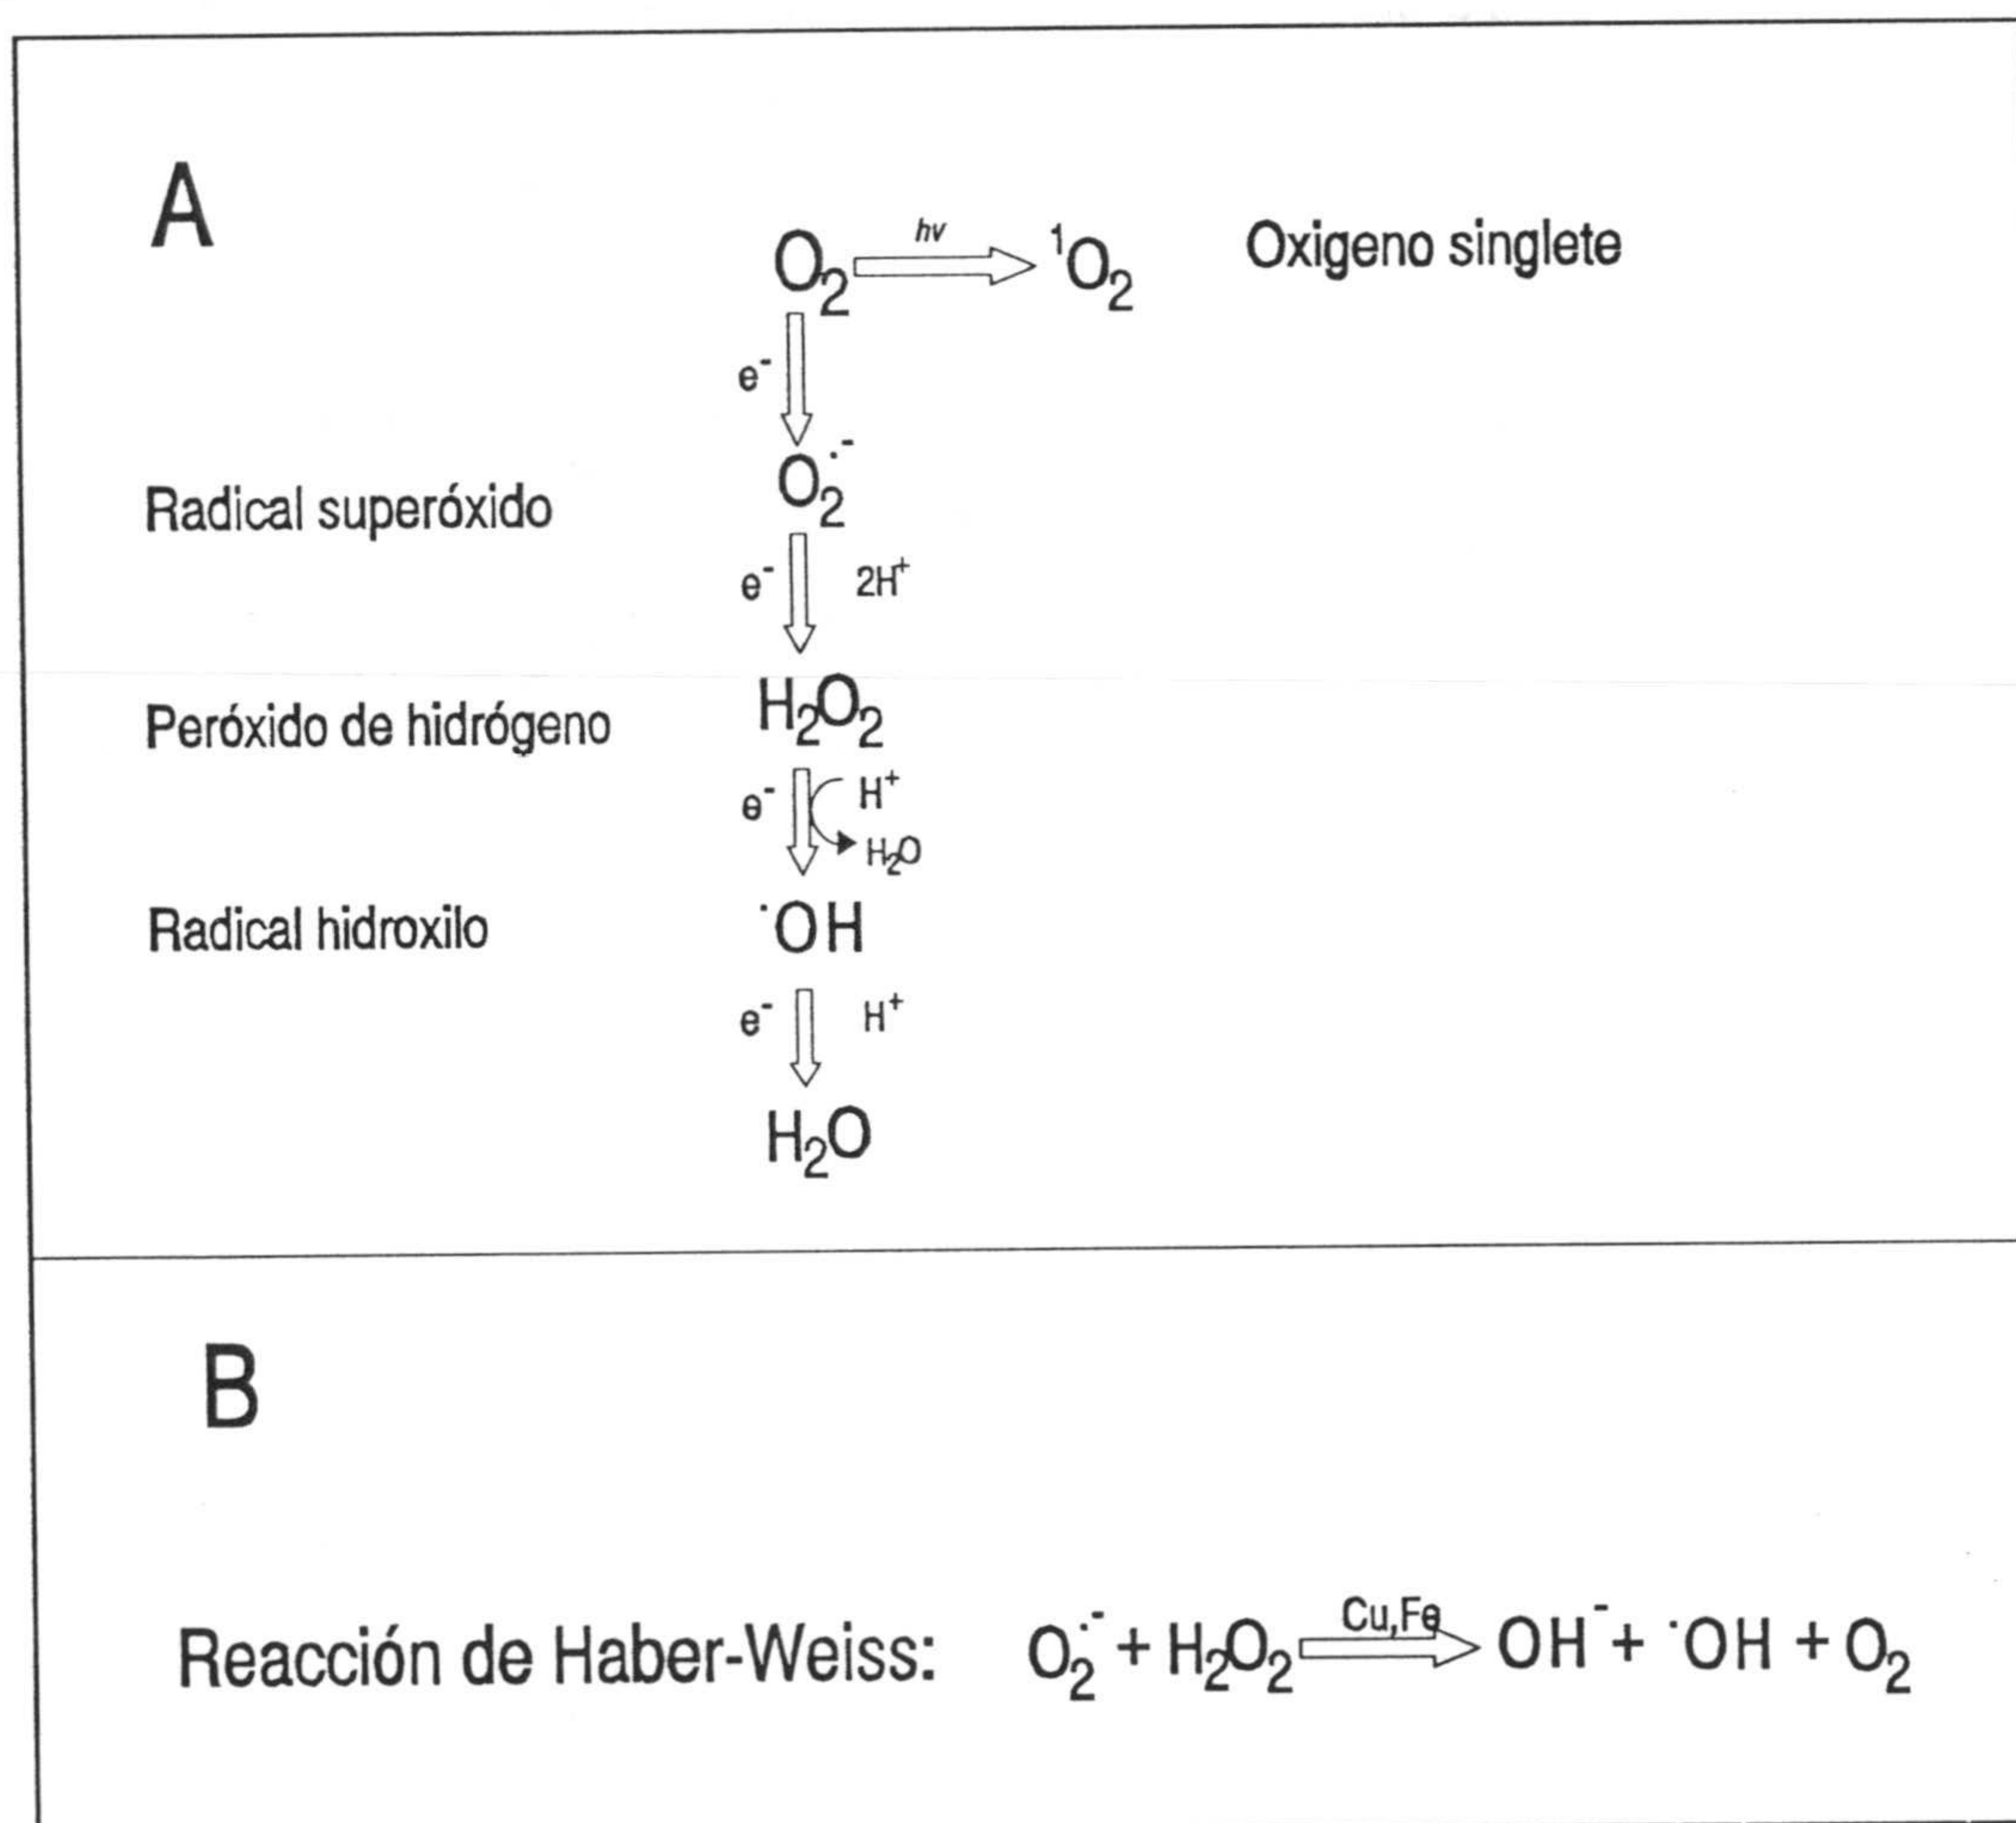 A
hv
O₂ ¹O₂ Oxigeno singlete
e⁻
Radical superóxido O₂·⁻
e⁻ 2H⁺
Peróxido de hidrógeno H₂O₂
e⁻ H⁺
H₂O
Radical hidroxilo ·OH
e⁻ H⁺
H₂O
B
Cu,Fe
Reacción de Haber-Weiss: O₂·⁻ + H₂O₂ OH⁻ + ·OH + O₂